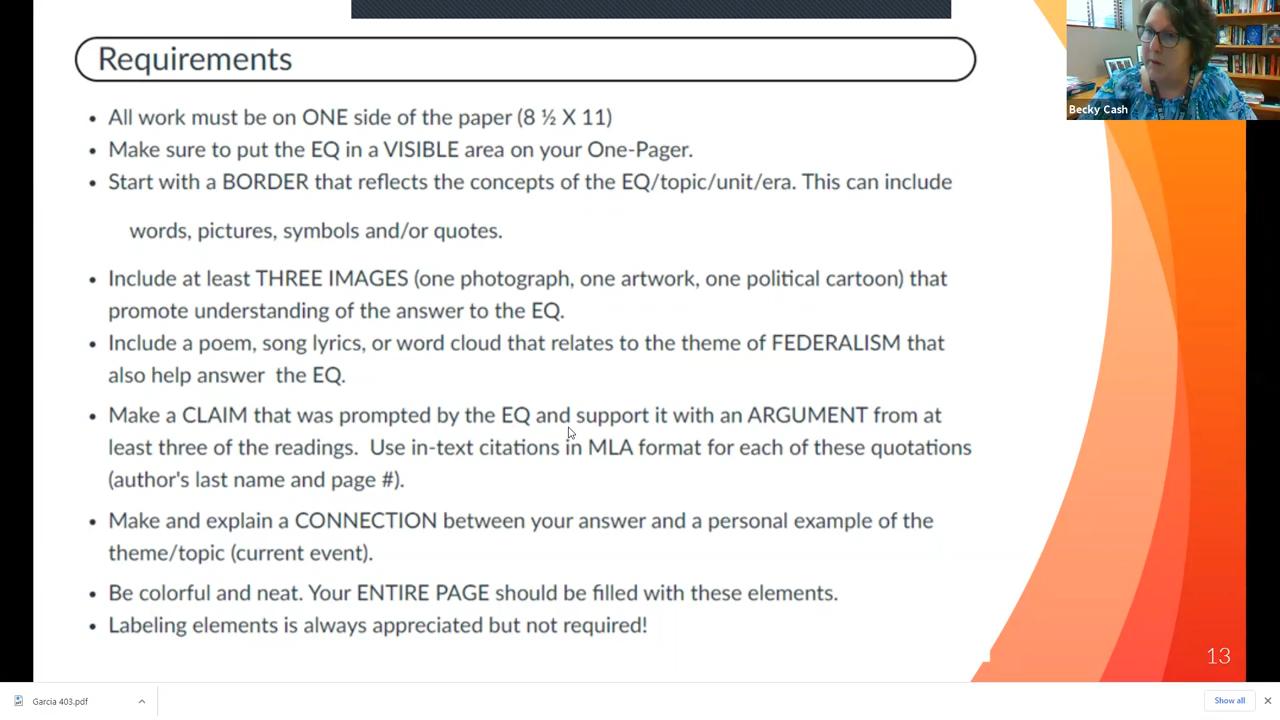 Requirements
Becky Cash
• All work must be on ONE side of the paper (8 ½ X 11)
• Make sure to put the EQ in a VISIBLE area on your One-Pager.
• Start with a BORDER that reflects the concepts of the EQ/topic/unit/era. This can include
words, pictures, symbols and/or quotes.
• Include at least THREE IMAGES (one photograph, one artwork, one political cartoon) that
promote understanding of the answer to the EQ.
• Include a poem, song lyrics, or word cloud that relates to the theme of FEDERALISM that
also help answer the EQ.
• Make a CLAIM that was prompted by the EQ and support it with an ARGUMENT from at
least three of the readings. Use in-text citations in MLA format for each of these quotations
(author's last name and page #).
• Make and explain a CONNECTION between your answer and a personal example of the
theme/topic (current event).
• Be colorful and neat. Your ENTIRE PAGE should be filled with these elements.
• Labeling elements is always appreciated but not required!
13
Garcia 403.pdf
Show all